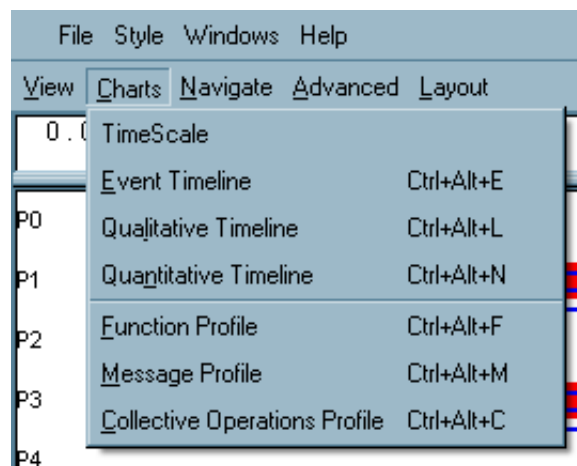 File Style Windows Help
View Charts Navigate Advanced Layout
0.0
TimeScale
Event Timeline Ctrl+Alt+E
P0
Qualitative Timeline Ctrl+Alt+L
P1
Quantitative Timeline Ctrl+Alt+N
P2
Function Profile Ctrl+Alt+F
Message Profile Ctrl+Alt+M
P3
Collective Operations Profile Ctrl+Alt+C
P4